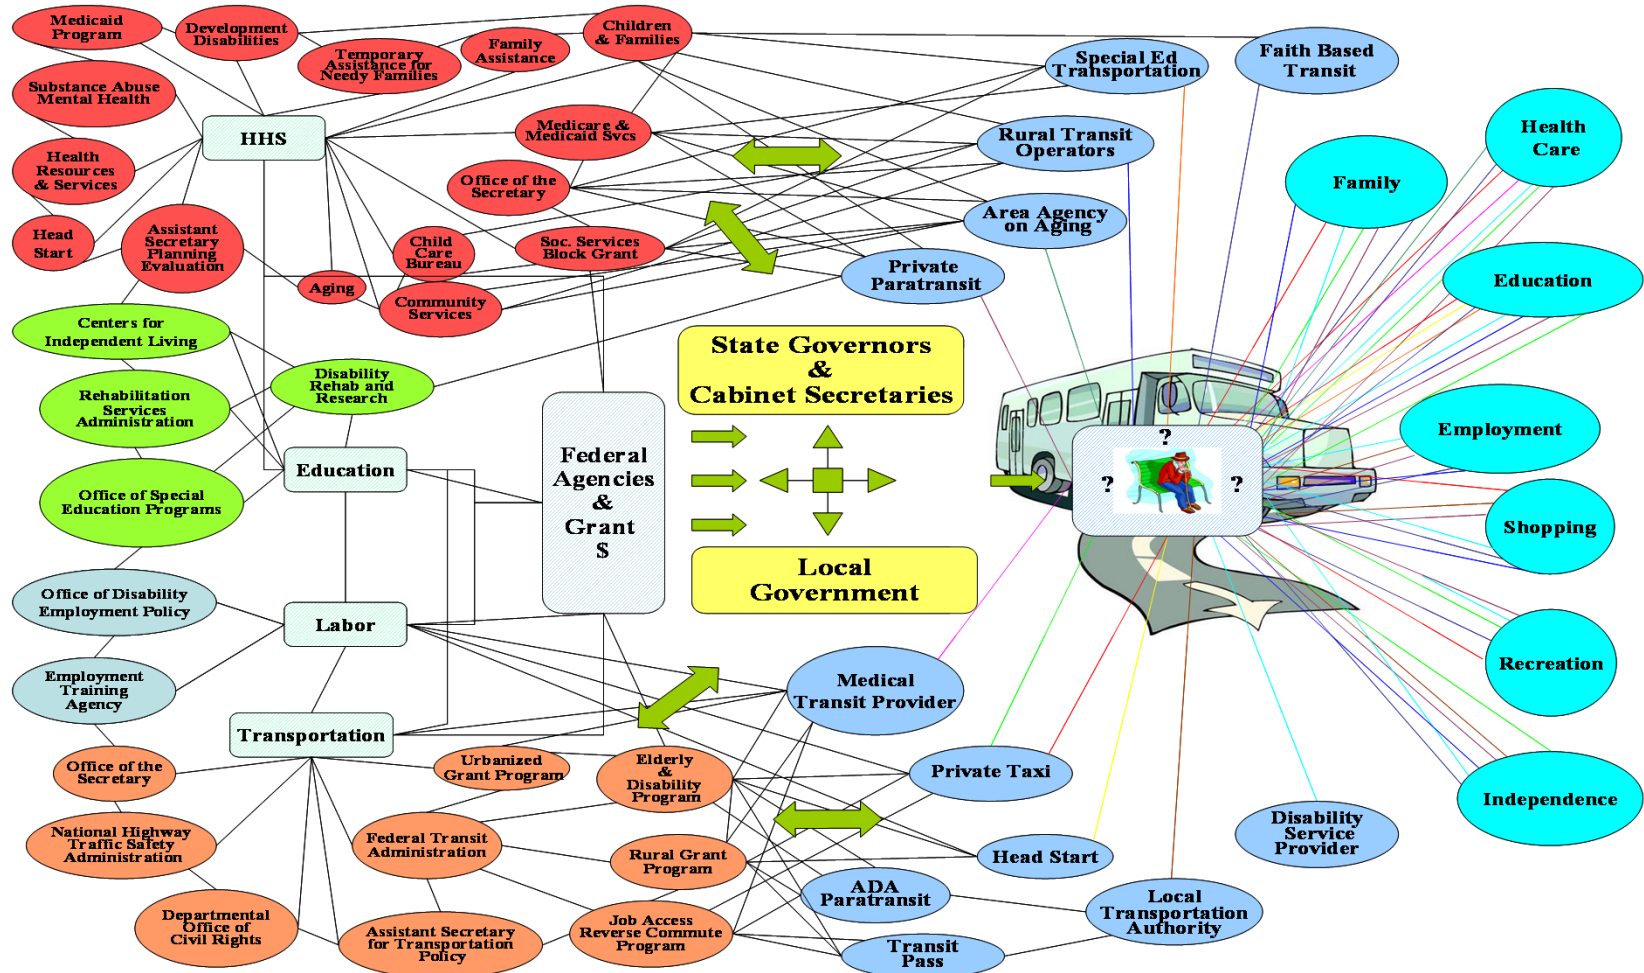 Medicaid
Program
Development
Disabilities
Temporary
Assistance for
Needy Families
Family
Assistance
Children
& Families
Special Ed
Transportation
Faith Based
Transit
Substance Abuse
Mental Health
HHS
Medicare &
Medicaid Svcs
Rural Transit
Operators
Health
Care
Health
Resources
& Services
Office of the
Secretary
Family
Head
Start
Assistant
Secretary
Planning
Evaluation
Child
Care
Bureau
Soc. Services
Block Grant
Area Agency
on Aging
Aging
Community
Services
Private
Paratransit
Education
Centers for
Independent Living
Disability
Rehab and
Research
State Governors
&
Cabinet Secretaries
Rehabilitation
Services
Administration
Employment
Education
Federal
Agencies
&
Grant
$
?
?
?
Office of Special
Education Programs
Shopping
Local
Government
Office of Disability
Employment Policy
Labor
Recreation
Employment
Training
Agency
Medical
Transit Provider
Transportation
Office of the
Secretary
Urbanized
Grant Program
Elderly
&
Disability
Program
Private Taxi
Independence
National Highway
Traffic Safety
Administration
Federal Transit
Administration
Rural Grant
Program
Head Start
Disability
Service
Provider
ADA
Paratransit
Local
Transportation
Authority
Departmental
Office of
Civil Rights
Assistant Secretary
for Transportation
Policy
Job Access
Reverse Commute
Program
Transit
Pass